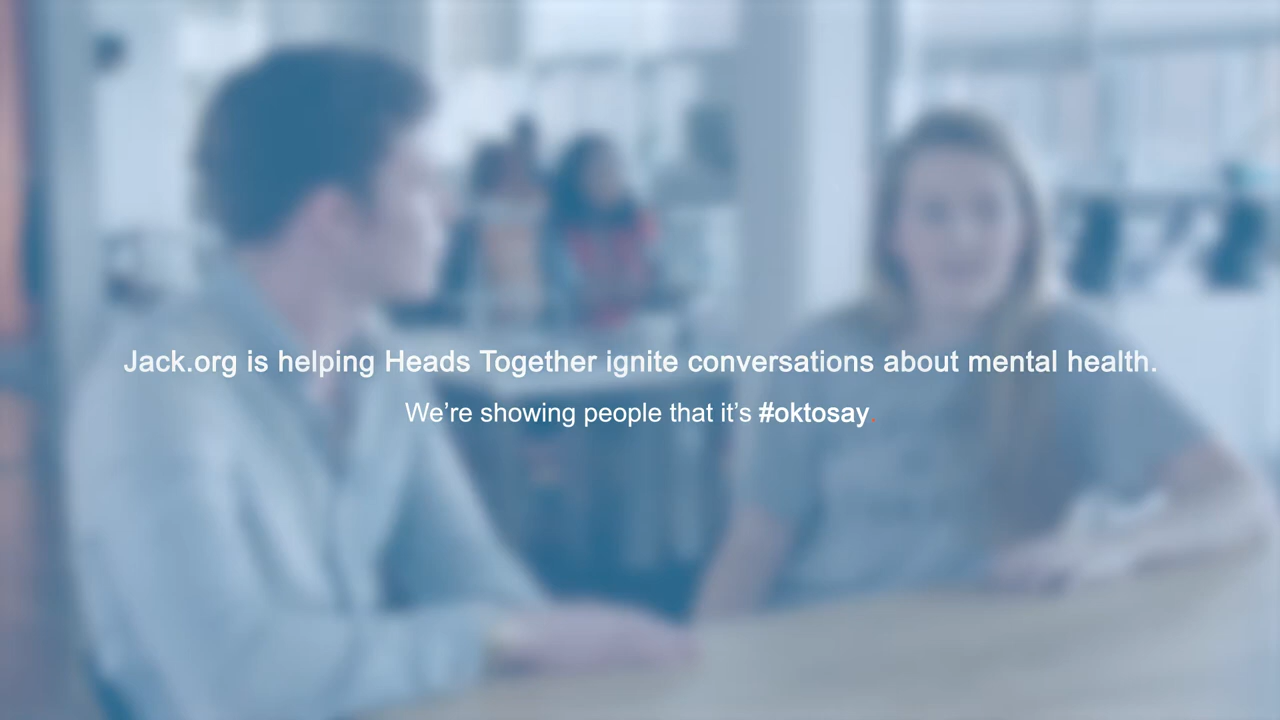 Jack.org is helping Heads Together ignite conversations about mental health.
We’re showing people that it’s #oktosay.